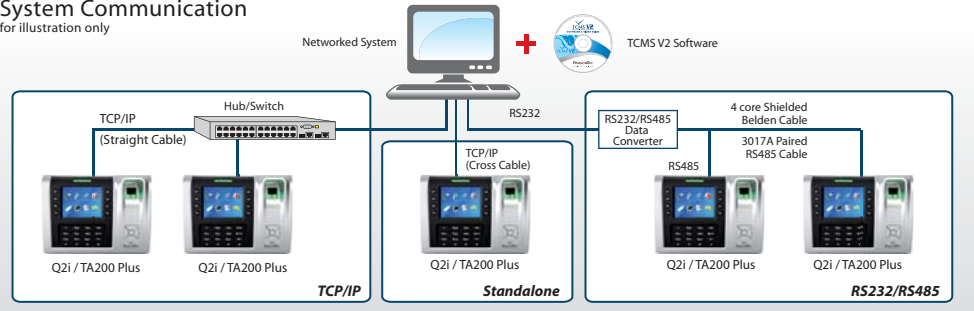 System Communication
for illustration only
Networked System
TCMS V2
TCMS V2 Software
Hub/Switch
TCP/IP
(Straight Cable)
RS232
RS232/RS485
Data
Converter
4 core Shielded
Belden Cable
3017A Paired
RS485 Cable
TCP/IP
(Cross Cable)
RS485
Q2i / TA200 Plus
Q2i / TA200 Plus
Q2i / TA200 Plus
Q2i / TA200 Plus
Q2i / TA200 Plus
TCP/IP
Standalone
RS232/RS485